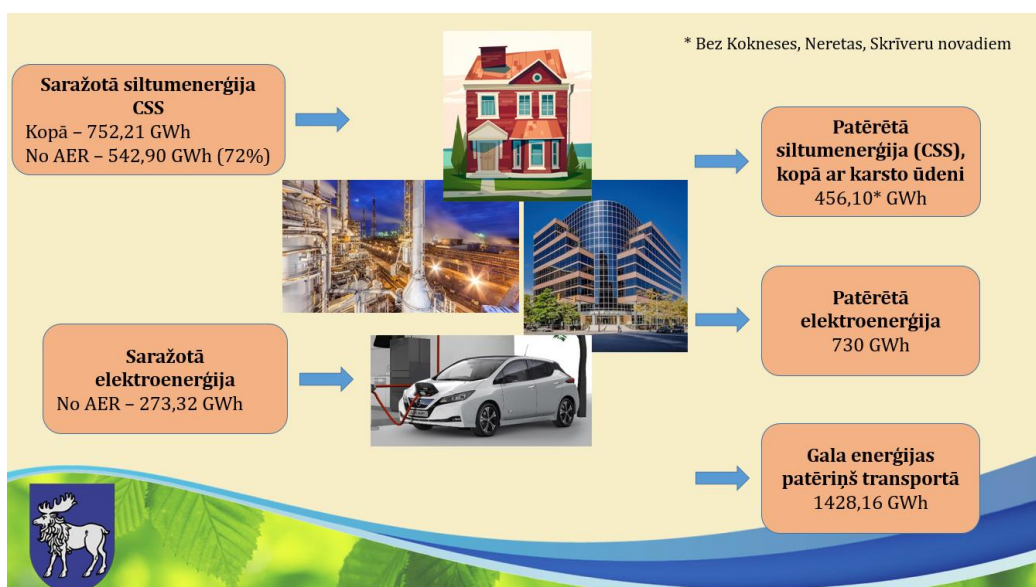 * Bez Kokneses, Neretas, Skrīveru novadiem
Saražotā siltumenerģija
CSS
Kopā – 752,21 GWh
No AER – 542,90 GWh (72%)
Patērētā
siltumenerģija (CSS),
kopā ar karsto ūdeni
456,10* GWh
Saražotā
elektroenerģija
No AER – 273,32 GWh
Patērētā
elektroenerģija
730 GWh
Gala enerģijas
patēriņš transportā
1428,16 GWh